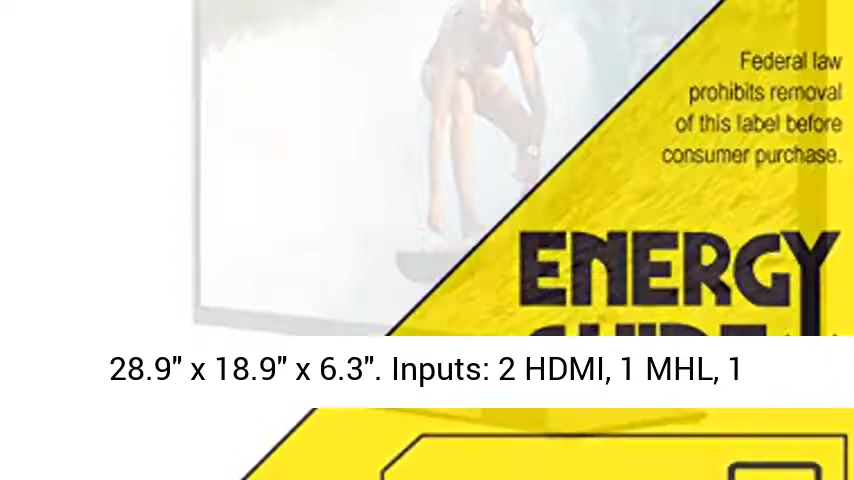 Federal law
prohibits removal
of this label before
consumer purchase.
ENERGY
28.9" x 18.9" x 6.3". Inputs: 2 HDMI, 1 MHL, 1